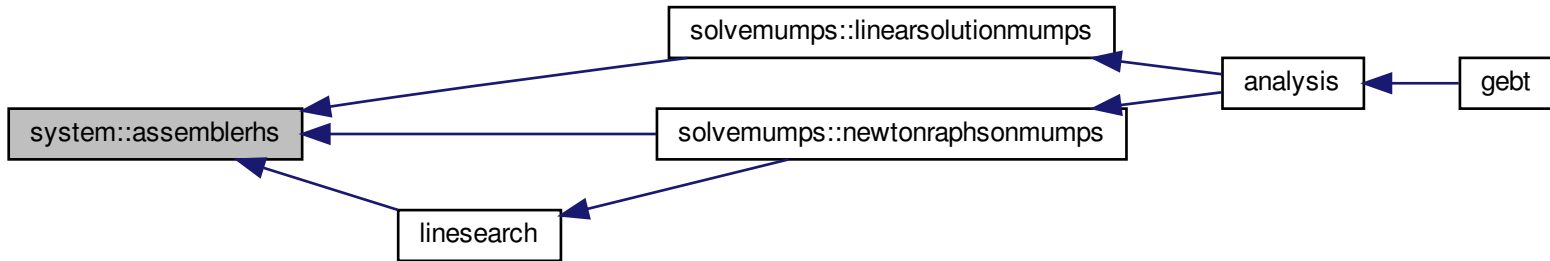 solvemumps::linearsolutionmumps
analysis
gebt
system::assemblerhs
solvemumps::newtonraphsonmumps
linesearch